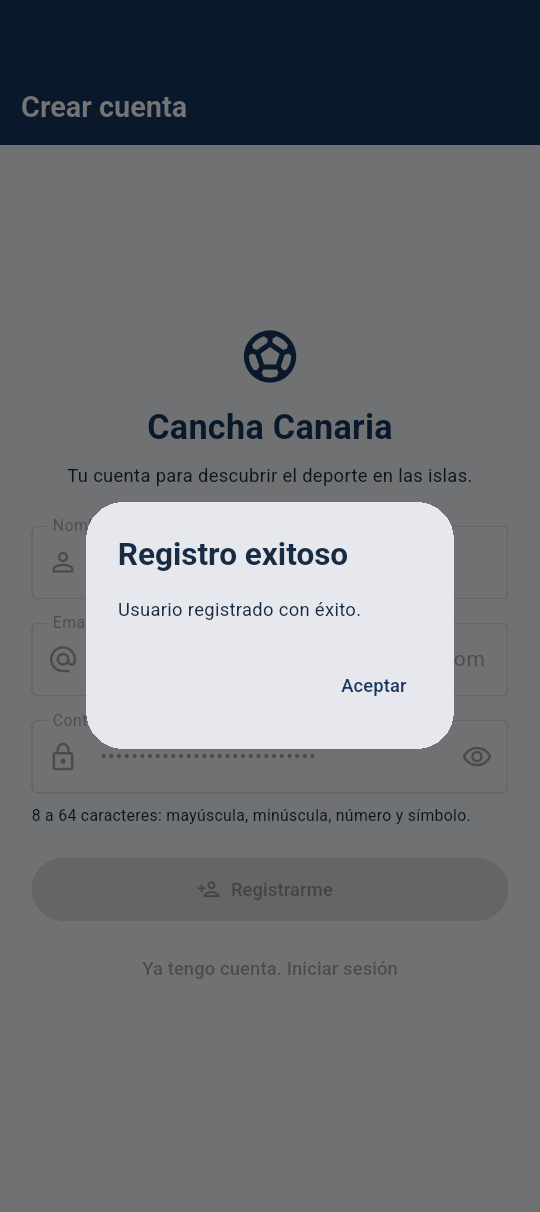 Crear cuenta
Cancha Canaria
Tu cuenta para descubrir el deporte en las islas.
Registro exitoso
Usuario registrado con éxito.
Aceptar
8 a 64 caracteres: mayúscula, minúscula, número y símbolo.
Registrarme
Ya tengo cuenta. Iniciar sesión